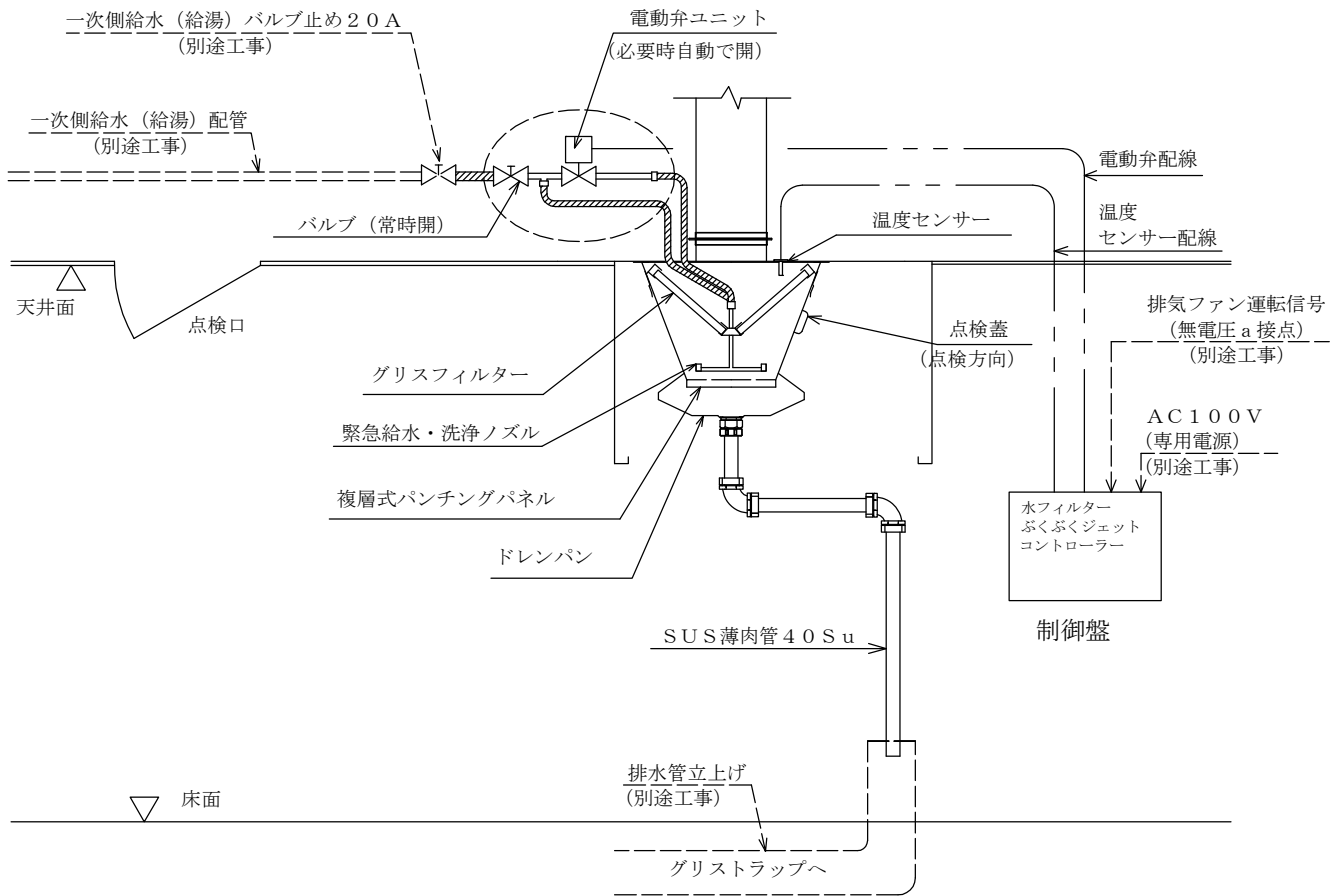 一次側給水（給湯）バルブ止め２０Ａ
(別途工事)
電動弁ユニット
(必要時自動で開)
一次側給水（給湯）配管
(別途工事)
電動弁配線
バルブ（常時開）
温度センサー
温度
センサー配線
天井面
点検口
排気ファン運転信号
（無電圧ａ接点）
(別途工事)
点検蓋
(点検方向)
グリスフィルター
ＡＣ１００Ｖ
(専用電源)
(別途工事)
緊急給水・洗浄ノズル
複層式パンチングパネル
水フィルター
ぶくぶくジェット
コントローラー
ドレンパン
制御盤
ＳＵＳ薄肉管４０Ｓｕ
排水管立上げ
(別途工事)
床面
グリストラップへ